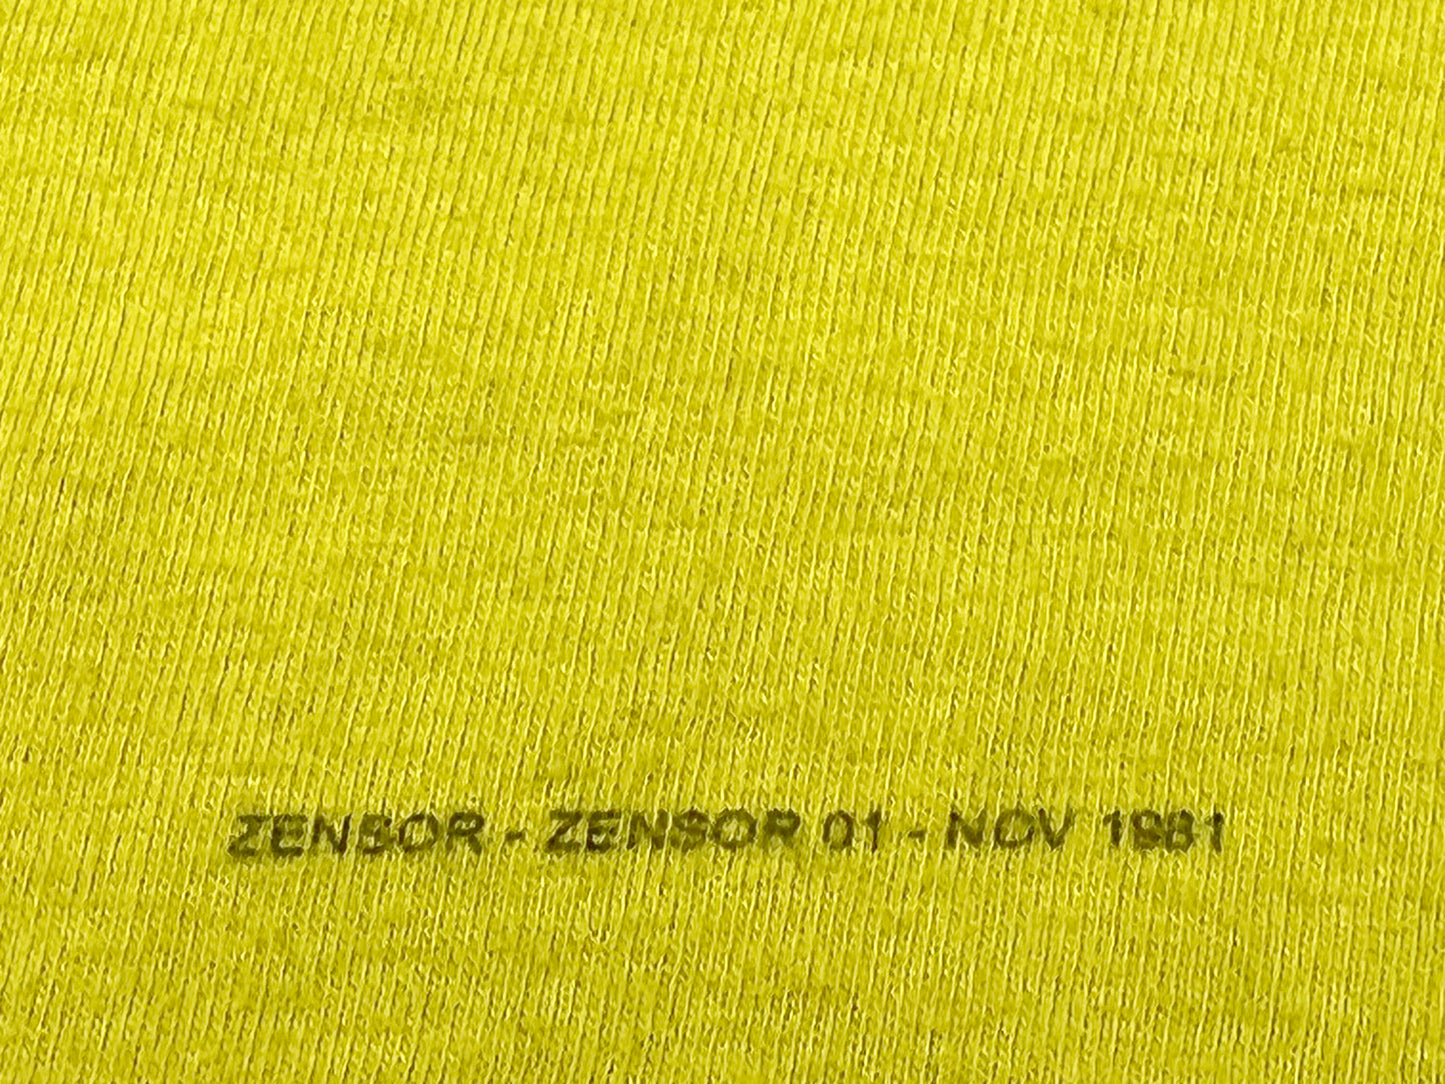 ZENSOR - ZENSOR 01 - NOV 1981